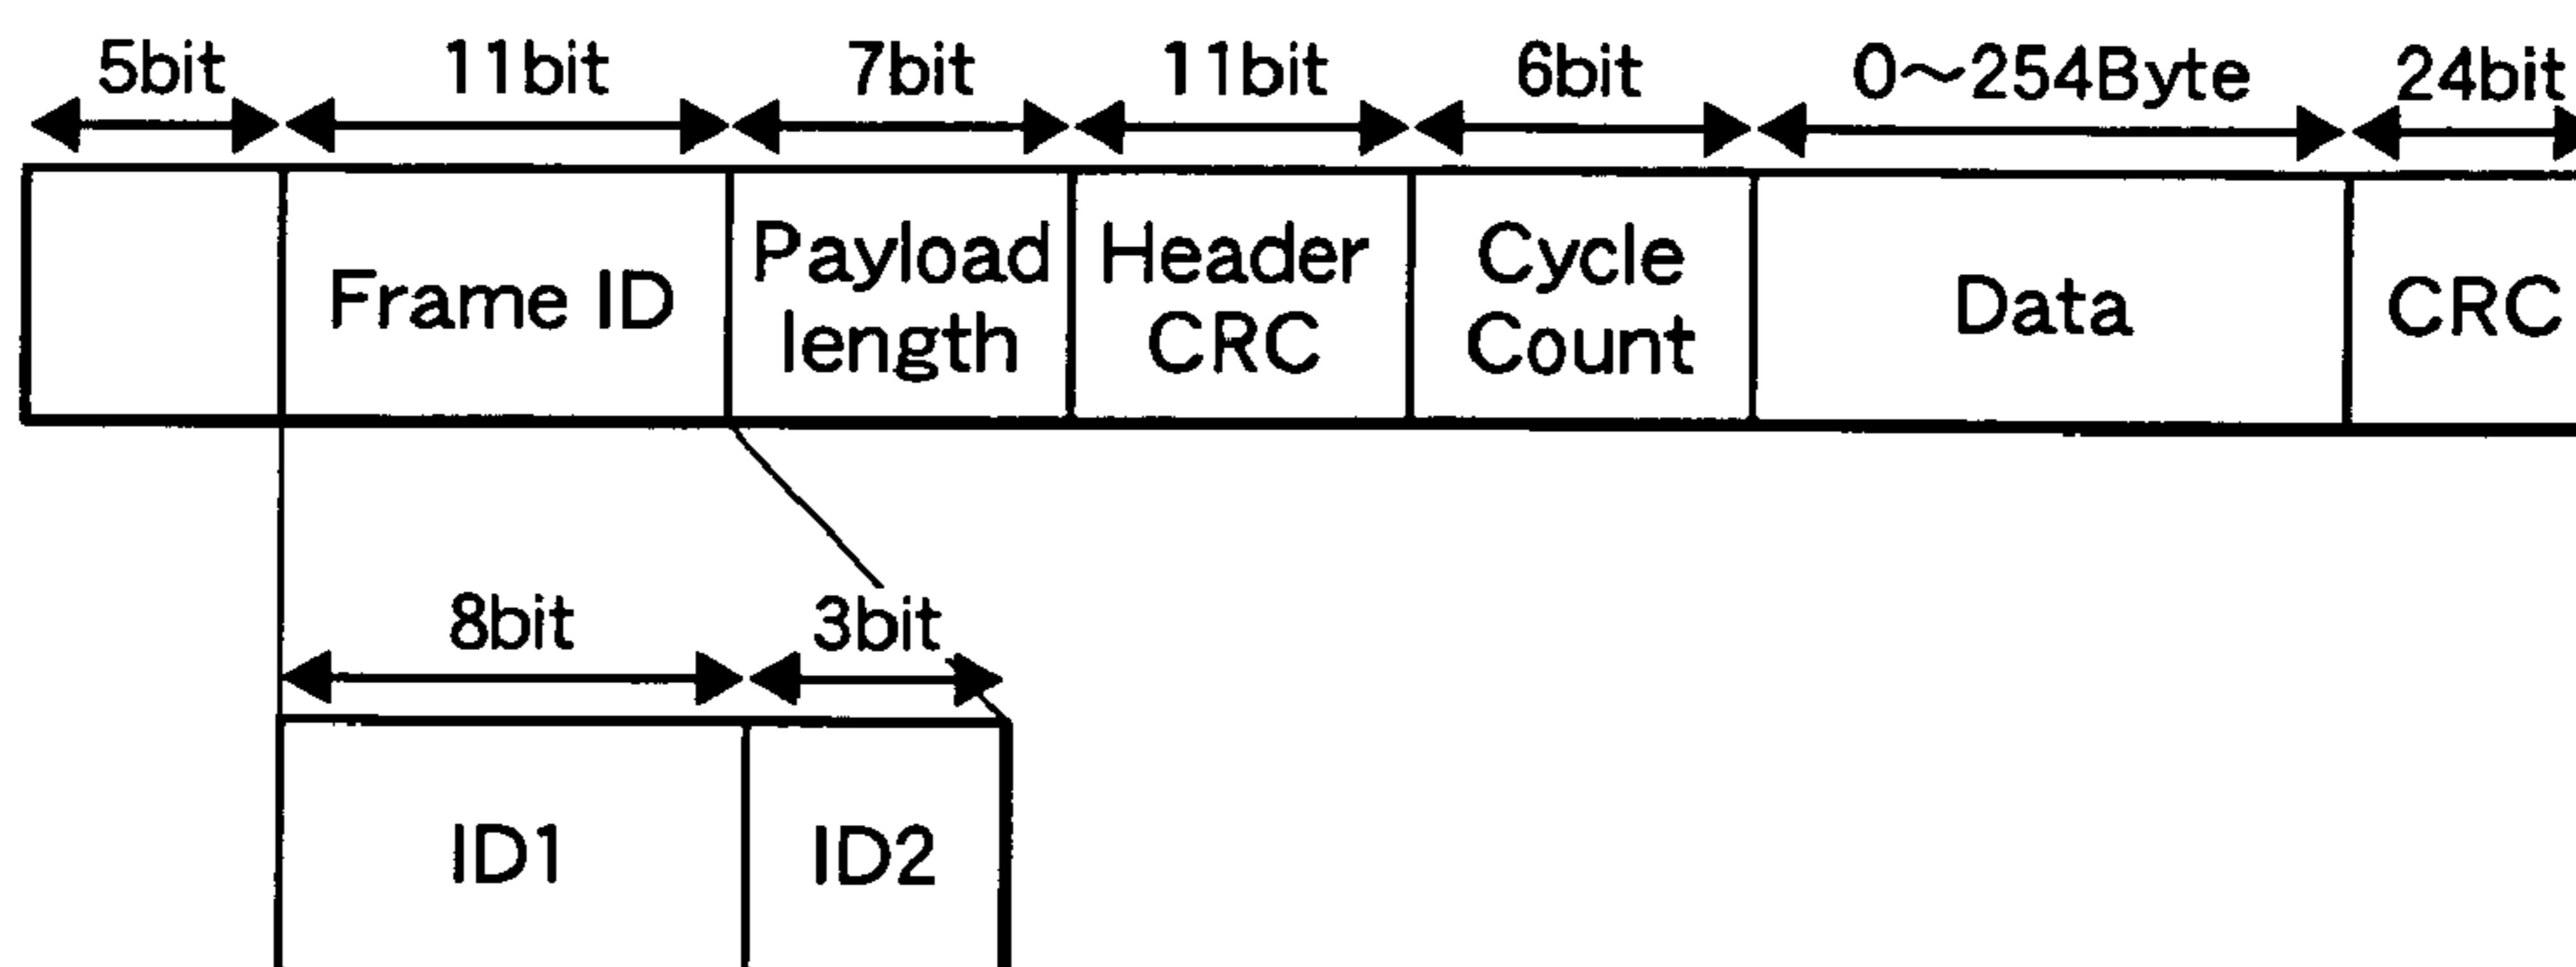 5bit 11bit 7bit 11bit 6bit 0～254Byte 24bit
Frame ID
Payload
length
Header
CRC
Cycle
Count
Data
CRC
8bit 3bit
ID1 ID2